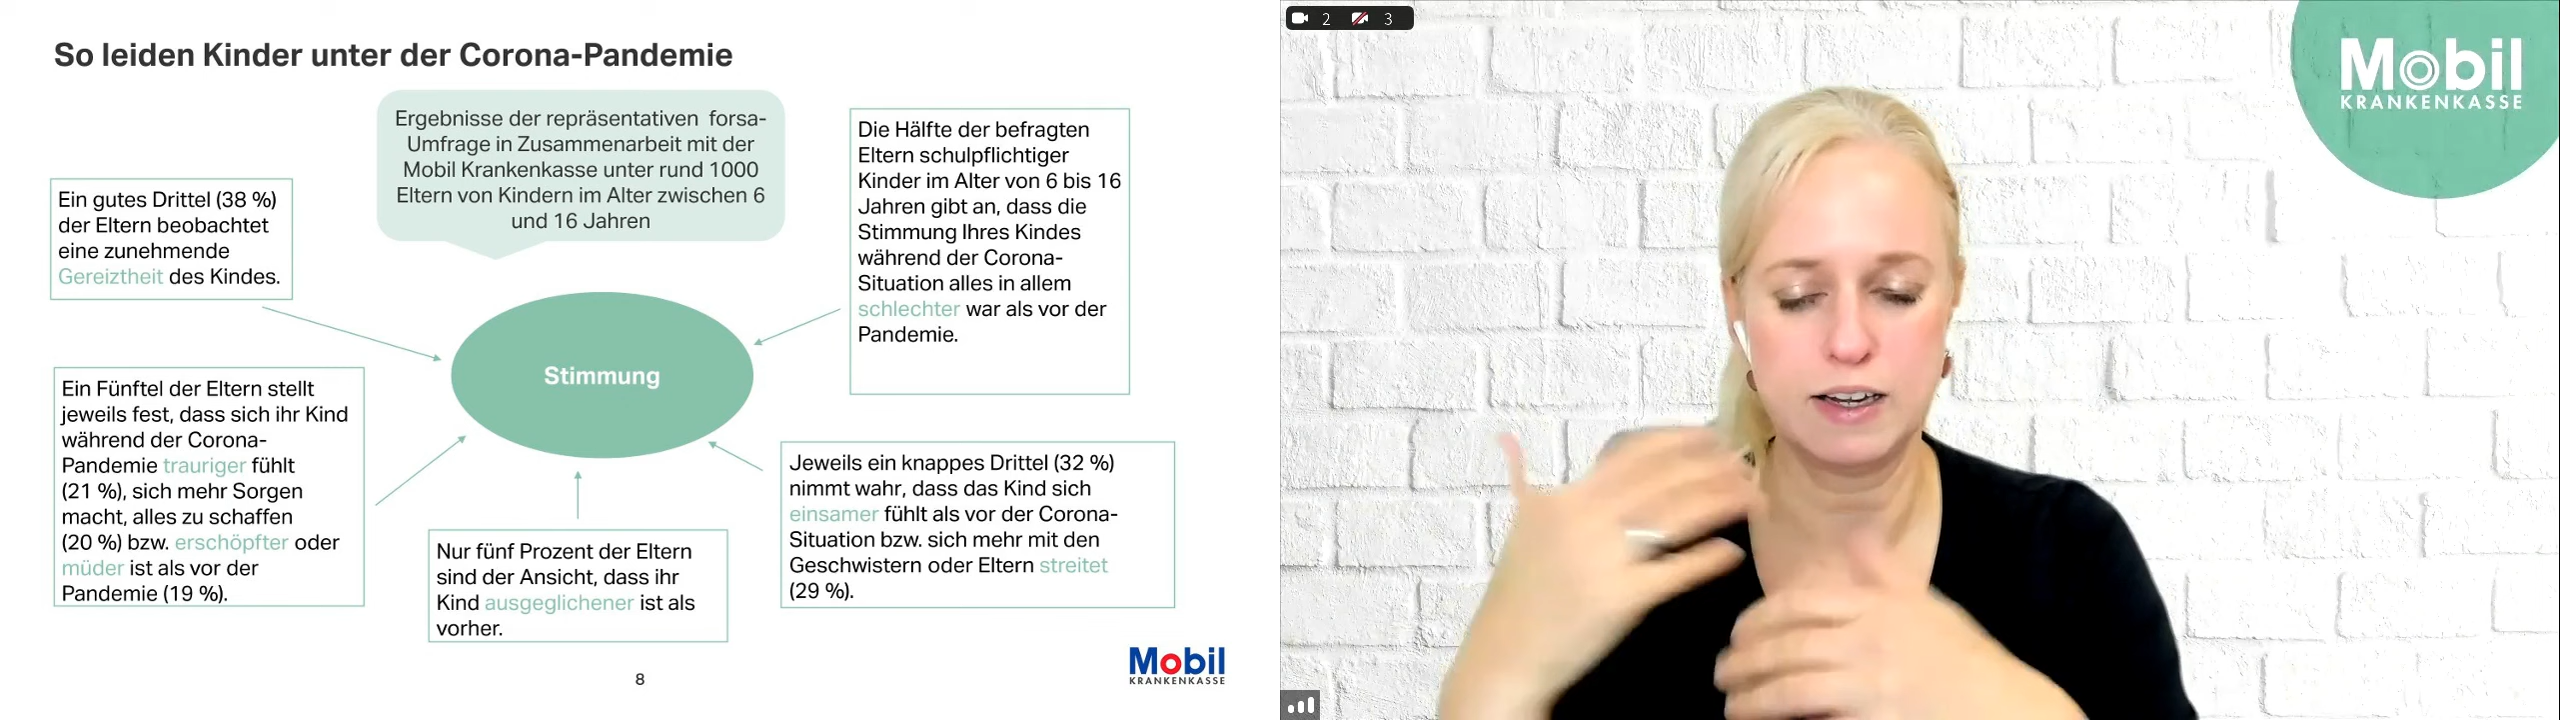 So leiden Kinder unter der Corona-Pandemie
Ergebnisse der repräsentativen forsa-
Umfrage in Zusammenarbeit mit der
Mobil Krankenkasse unter rund 1000
Eltern von Kindern im Alter zwischen 6
und 16 Jahren
Ein gutes Drittel (38 %)
der Eltern beobachtet
eine zunehmende
Gereiztheit des Kindes.
Die Hälfte der befragten
Eltern schulpflichtiger
Kinder im Alter von 6 bis 16
Jahren gibt an, dass die
Stimmung Ihres Kindes
während der Corona-
Situation alles in allem
schlechter war als vor der
Pandemie.
Stimmung
Ein Fünftel der Eltern stellt
jeweils fest, dass sich ihr Kind
während der Corona-
Pandemie trauriger fühlt
(21 %), sich mehr Sorgen
macht, alles zu schaffen
(20 %) bzw. erschöpfter oder
müder ist als vor der
Pandemie (19 %).
Nur fünf Prozent der Eltern
sind der Ansicht, dass ihr
Kind ausgeglichener ist als
vorher.
Jeweils ein knappes Drittel (32 %)
nimmt wahr, dass das Kind sich
einsamer fühlt als vor der Corona-
Situation bzw. sich mehr mit den
Geschwistern oder Eltern streitet
(29 %).
8
Mobil
KRANKENKASSE
2 3
Mobil
KRANKENKASSE